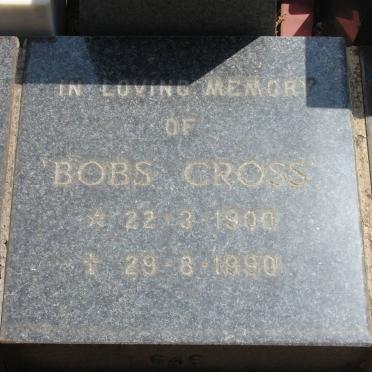 IN LOVING MEMORY
OF
'BOBS CROSS'
* 22-3-1900
† 29-8-1990